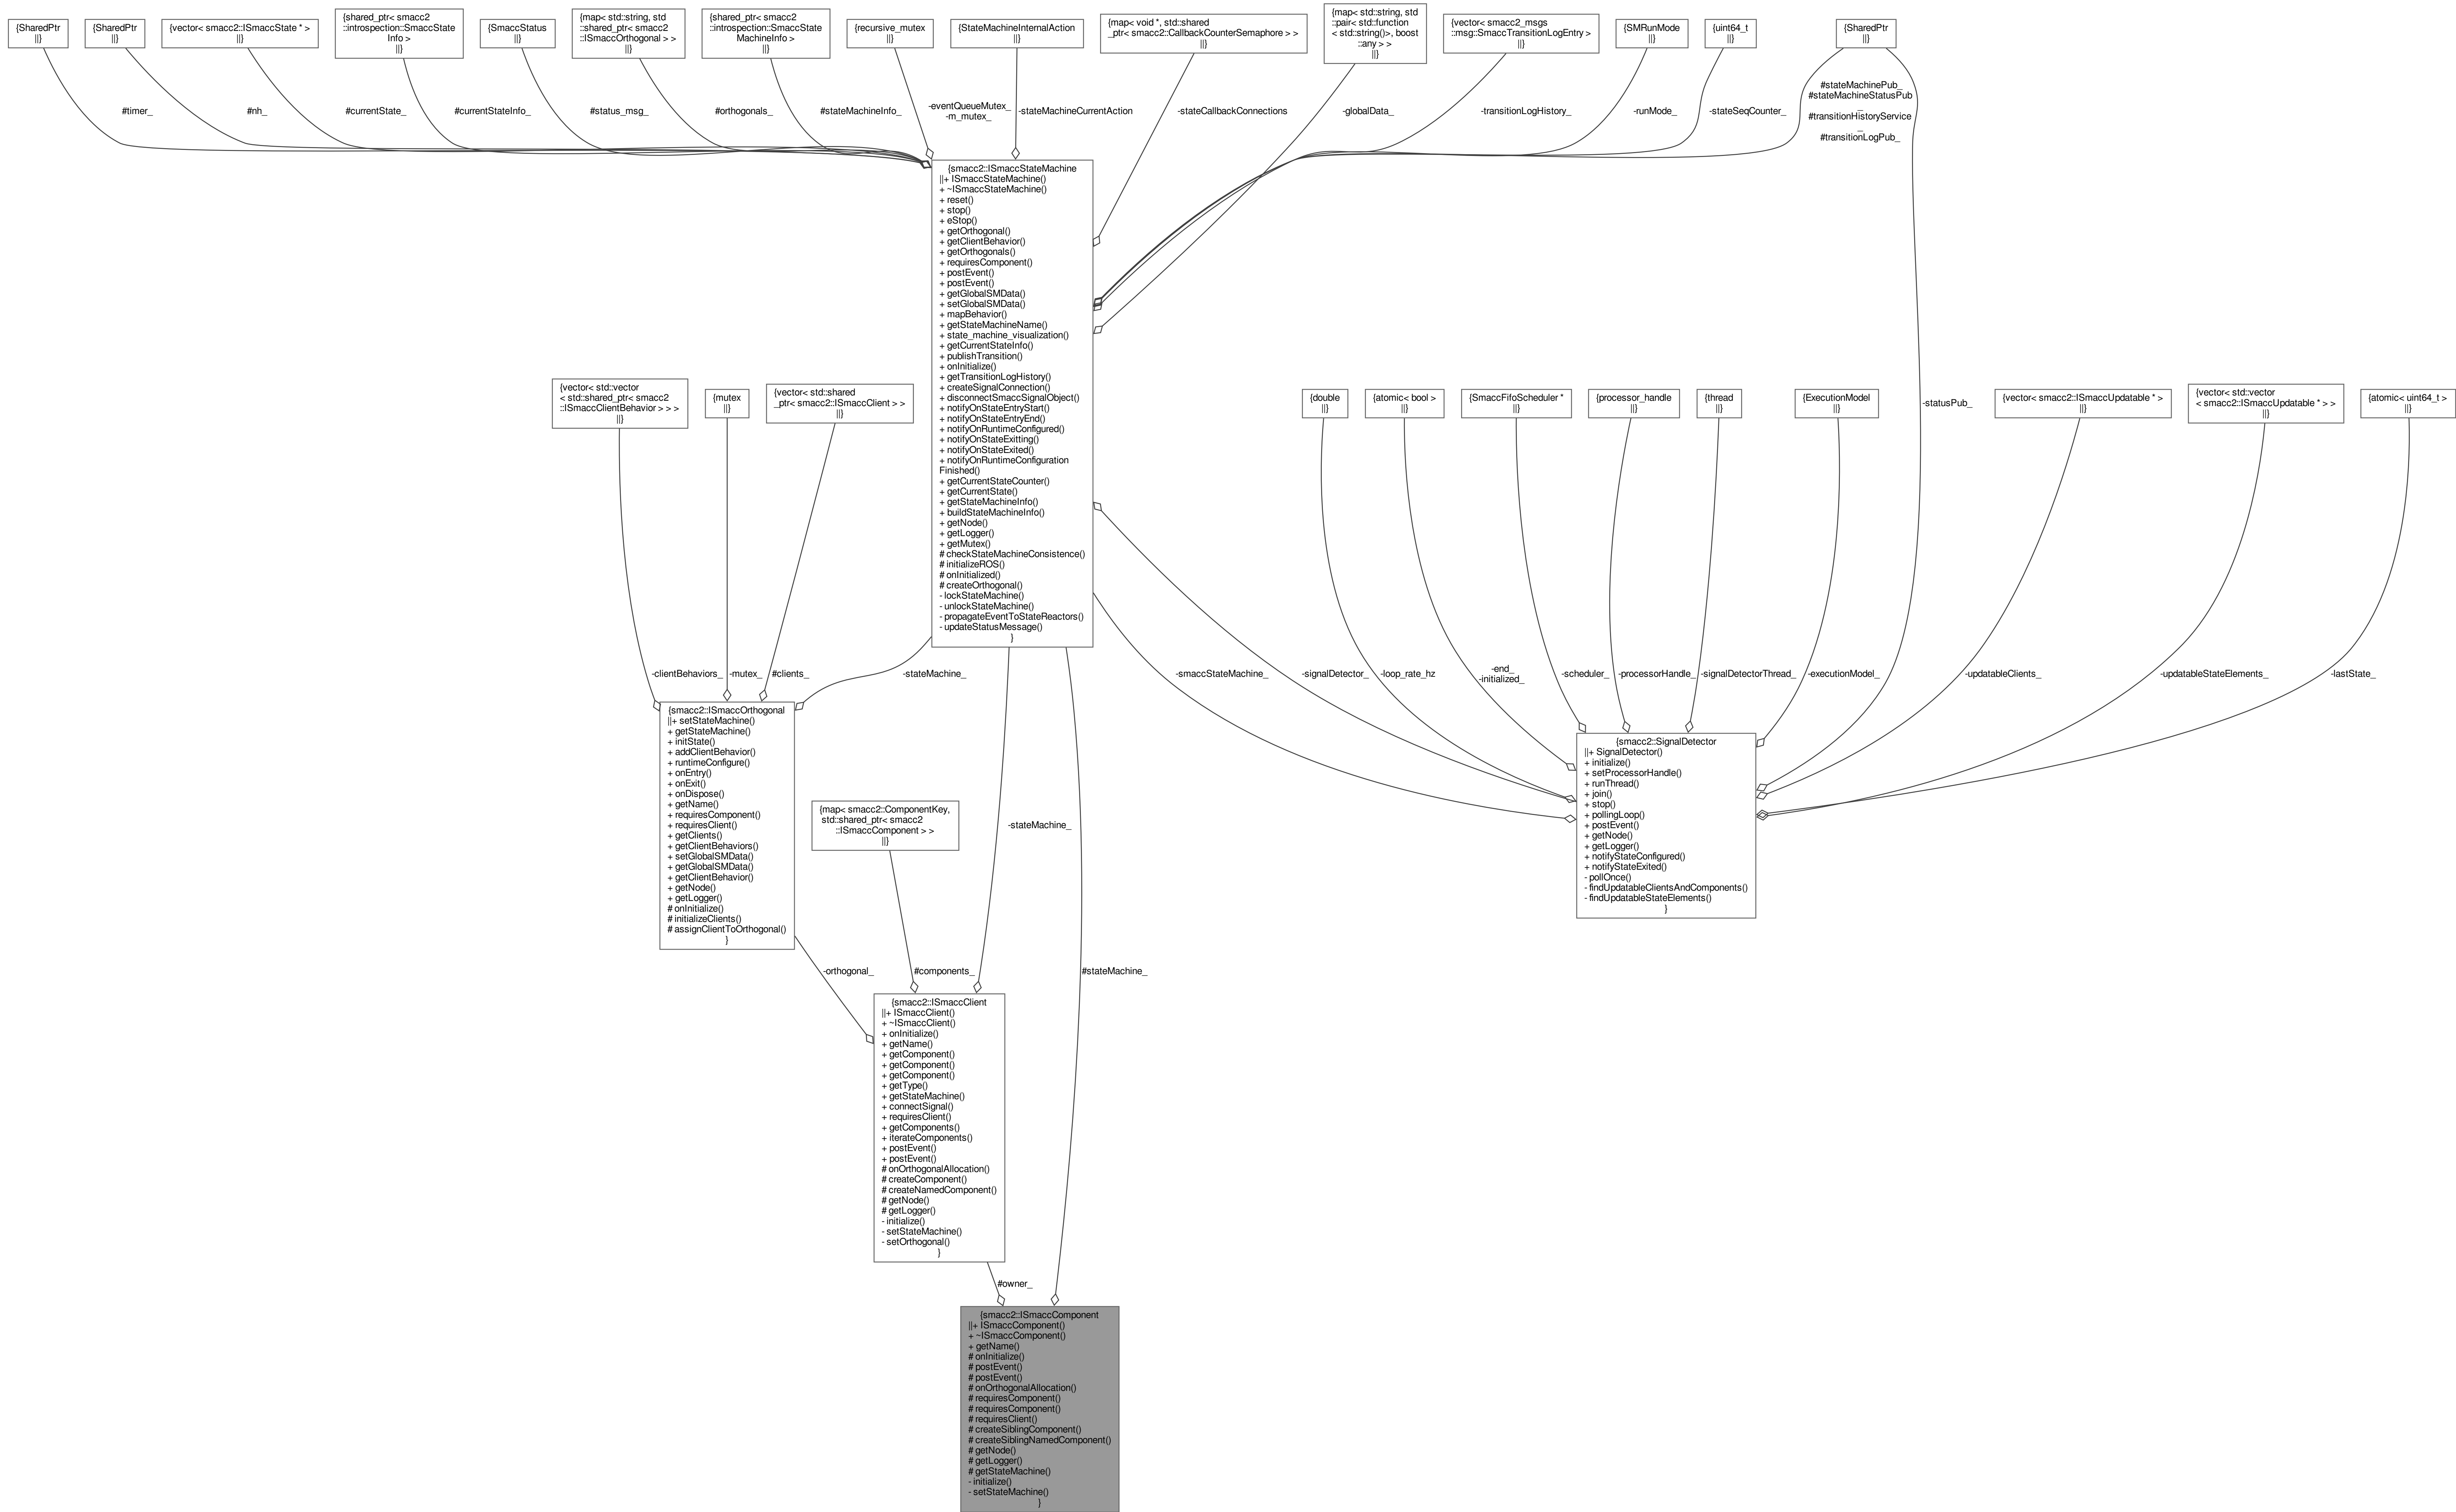 {SharedPtr
||}
{SharedPtr
||}
{vector< smacc2::ISmaccState * >
||}
{shared_ptr< smacc2
::introspection::SmaccState
Info >
||}
{SmaccStatus
||}
{map< std::string, std
::shared_ptr< smacc2
::ISmaccOrthogonal > >
||}
{shared_ptr< smacc2
::introspection::SmaccState
MachineInfo >
||}
{recursive_mutex
||}
{StateMachineInternalAction
||}
{map< void *, std::shared
_ptr< smacc2::CallbackCounterSemaphore > >
||}
{map< std::string, std
::pair< std::function
< std::string()>, boost
::any > >
||}
{vector< smacc2_msgs
::msg::SmaccTransitionLogEntry >
||}
{SMRunMode
||}
{uint64_t
||}
{SharedPtr
||}
#timer_
#nh_
#currentState_
#currentStateInfo_
#status_msg_
#orthogonals_
#stateMachineInfo_
-eventQueueMutex_
-m_mutex_
-stateMachineCurrentAction
-stateCallbackConnections
-globalData_
-transitionLogHistory_
-runMode_
-stateSeqCounter_
#stateMachinePub_
#stateMachineStatusPub
_
#transitionHistoryService
_
#transitionLogPub_
{smacc2::ISmaccStateMachine
||+ ISmaccStateMachine()
+ ~ISmaccStateMachine()
+ reset()
+ stop()
+ eStop()
+ getOrthogonal()
+ getClientBehavior()
+ getOrthogonals()
+ requiresComponent()
+ postEvent()
+ postEvent()
+ getGlobalSMData()
+ setGlobalSMData()
+ mapBehavior()
+ getStateMachineName()
+ state_machine_visualization()
+ getCurrentStateInfo()
+ publishTransition()
+ onInitialize()
+ getTransitionLogHistory()
+ createSignalConnection()
+ disconnectSmaccSignalObject()
+ notifyOnStateEntryStart()
+ notifyOnStateEntryEnd()
+ notifyOnRuntimeConfigured()
+ notifyOnStateExitting()
+ notifyOnStateExited()
+ notifyOnRuntimeConfiguration
Finished()
+ getCurrentStateCounter()
+ getCurrentState()
+ getStateMachineInfo()
+ buildStateMachineInfo()
+ getNode()
+ getLogger()
+ getMutex()
# checkStateMachineConsistence()
# initializeROS()
# onInitialized()
# createOrthogonal()
- lockStateMachine()
- unlockStateMachine()
- propagateEventToStateReactors()
- updateStatusMessage()
}
{vector< std::vector
< std::shared_ptr< smacc2
::ISmaccClientBehavior > > >
||}
{mutex
||}
{vector< std::shared
_ptr< smacc2::ISmaccClient > >
||}
{double
||}
{atomic< bool >
||}
{SmaccFifoScheduler *
||}
{processor_handle
||}
{thread
||}
{ExecutionModel
||}
-statusPub_
{vector< smacc2::ISmaccUpdatable * >
||}
{vector< std::vector
< smacc2::ISmaccUpdatable * > >
||}
{atomic< uint64_t >
||}
-clientBehaviors_
-mutex_
#clients_
-stateMachine_
-smaccStateMachine_
-signalDetector_
-loop_rate_hz
-end_
-initialized_
-scheduler_
-processorHandle_
-signalDetectorThread_
-executionModel_
-updatableClients_
-updatableStateElements_
-lastState_
{smacc2::ISmaccOrthogonal
||+ setStateMachine()
+ getStateMachine()
+ initState()
+ addClientBehavior()
+ runtimeConfigure()
+ onEntry()
+ onExit()
+ onDispose()
+ getName()
+ requiresComponent()
+ requiresClient()
+ getClients()
+ getClientBehaviors()
+ setGlobalSMData()
+ getGlobalSMData()
+ getClientBehavior()
+ getNode()
+ getLogger()
# onInitialize()
# initializeClients()
# assignClientToOrthogonal()
}
{smacc2::SignalDetector
||+ SignalDetector()
+ initialize()
+ setProcessorHandle()
+ runThread()
+ join()
+ stop()
+ pollingLoop()
+ postEvent()
+ getNode()
+ getLogger()
+ notifyStateConfigured()
+ notifyStateExited()
- pollOnce()
- findUpdatableClientsAndComponents()
- findUpdatableStateElements()
}
{map< smacc2::ComponentKey,
std::shared_ptr< smacc2
::ISmaccComponent > >
||}
-stateMachine_
-orthogonal_
#components_
#stateMachine_
{smacc2::ISmaccClient
||+ ISmaccClient()
+ ~ISmaccClient()
+ onInitialize()
+ getName()
+ getComponent()
+ getComponent()
+ getComponent()
+ getType()
+ getStateMachine()
+ connectSignal()
+ requiresClient()
+ getComponents()
+ iterateComponents()
+ postEvent()
+ postEvent()
# onOrthogonalAllocation()
# createComponent()
# createNamedComponent()
# getNode()
# getLogger()
- initialize()
- setStateMachine()
- setOrthogonal()
}
#owner_
{smacc2::ISmaccComponent
||+ ISmaccComponent()
+ ~ISmaccComponent()
+ getName()
# onInitialize()
# postEvent()
# postEvent()
# onOrthogonalAllocation()
# requiresComponent()
# requiresComponent()
# requiresClient()
# createSiblingComponent()
# createSiblingNamedComponent()
# getNode()
# getLogger()
# getStateMachine()
- initialize()
- setStateMachine()
}